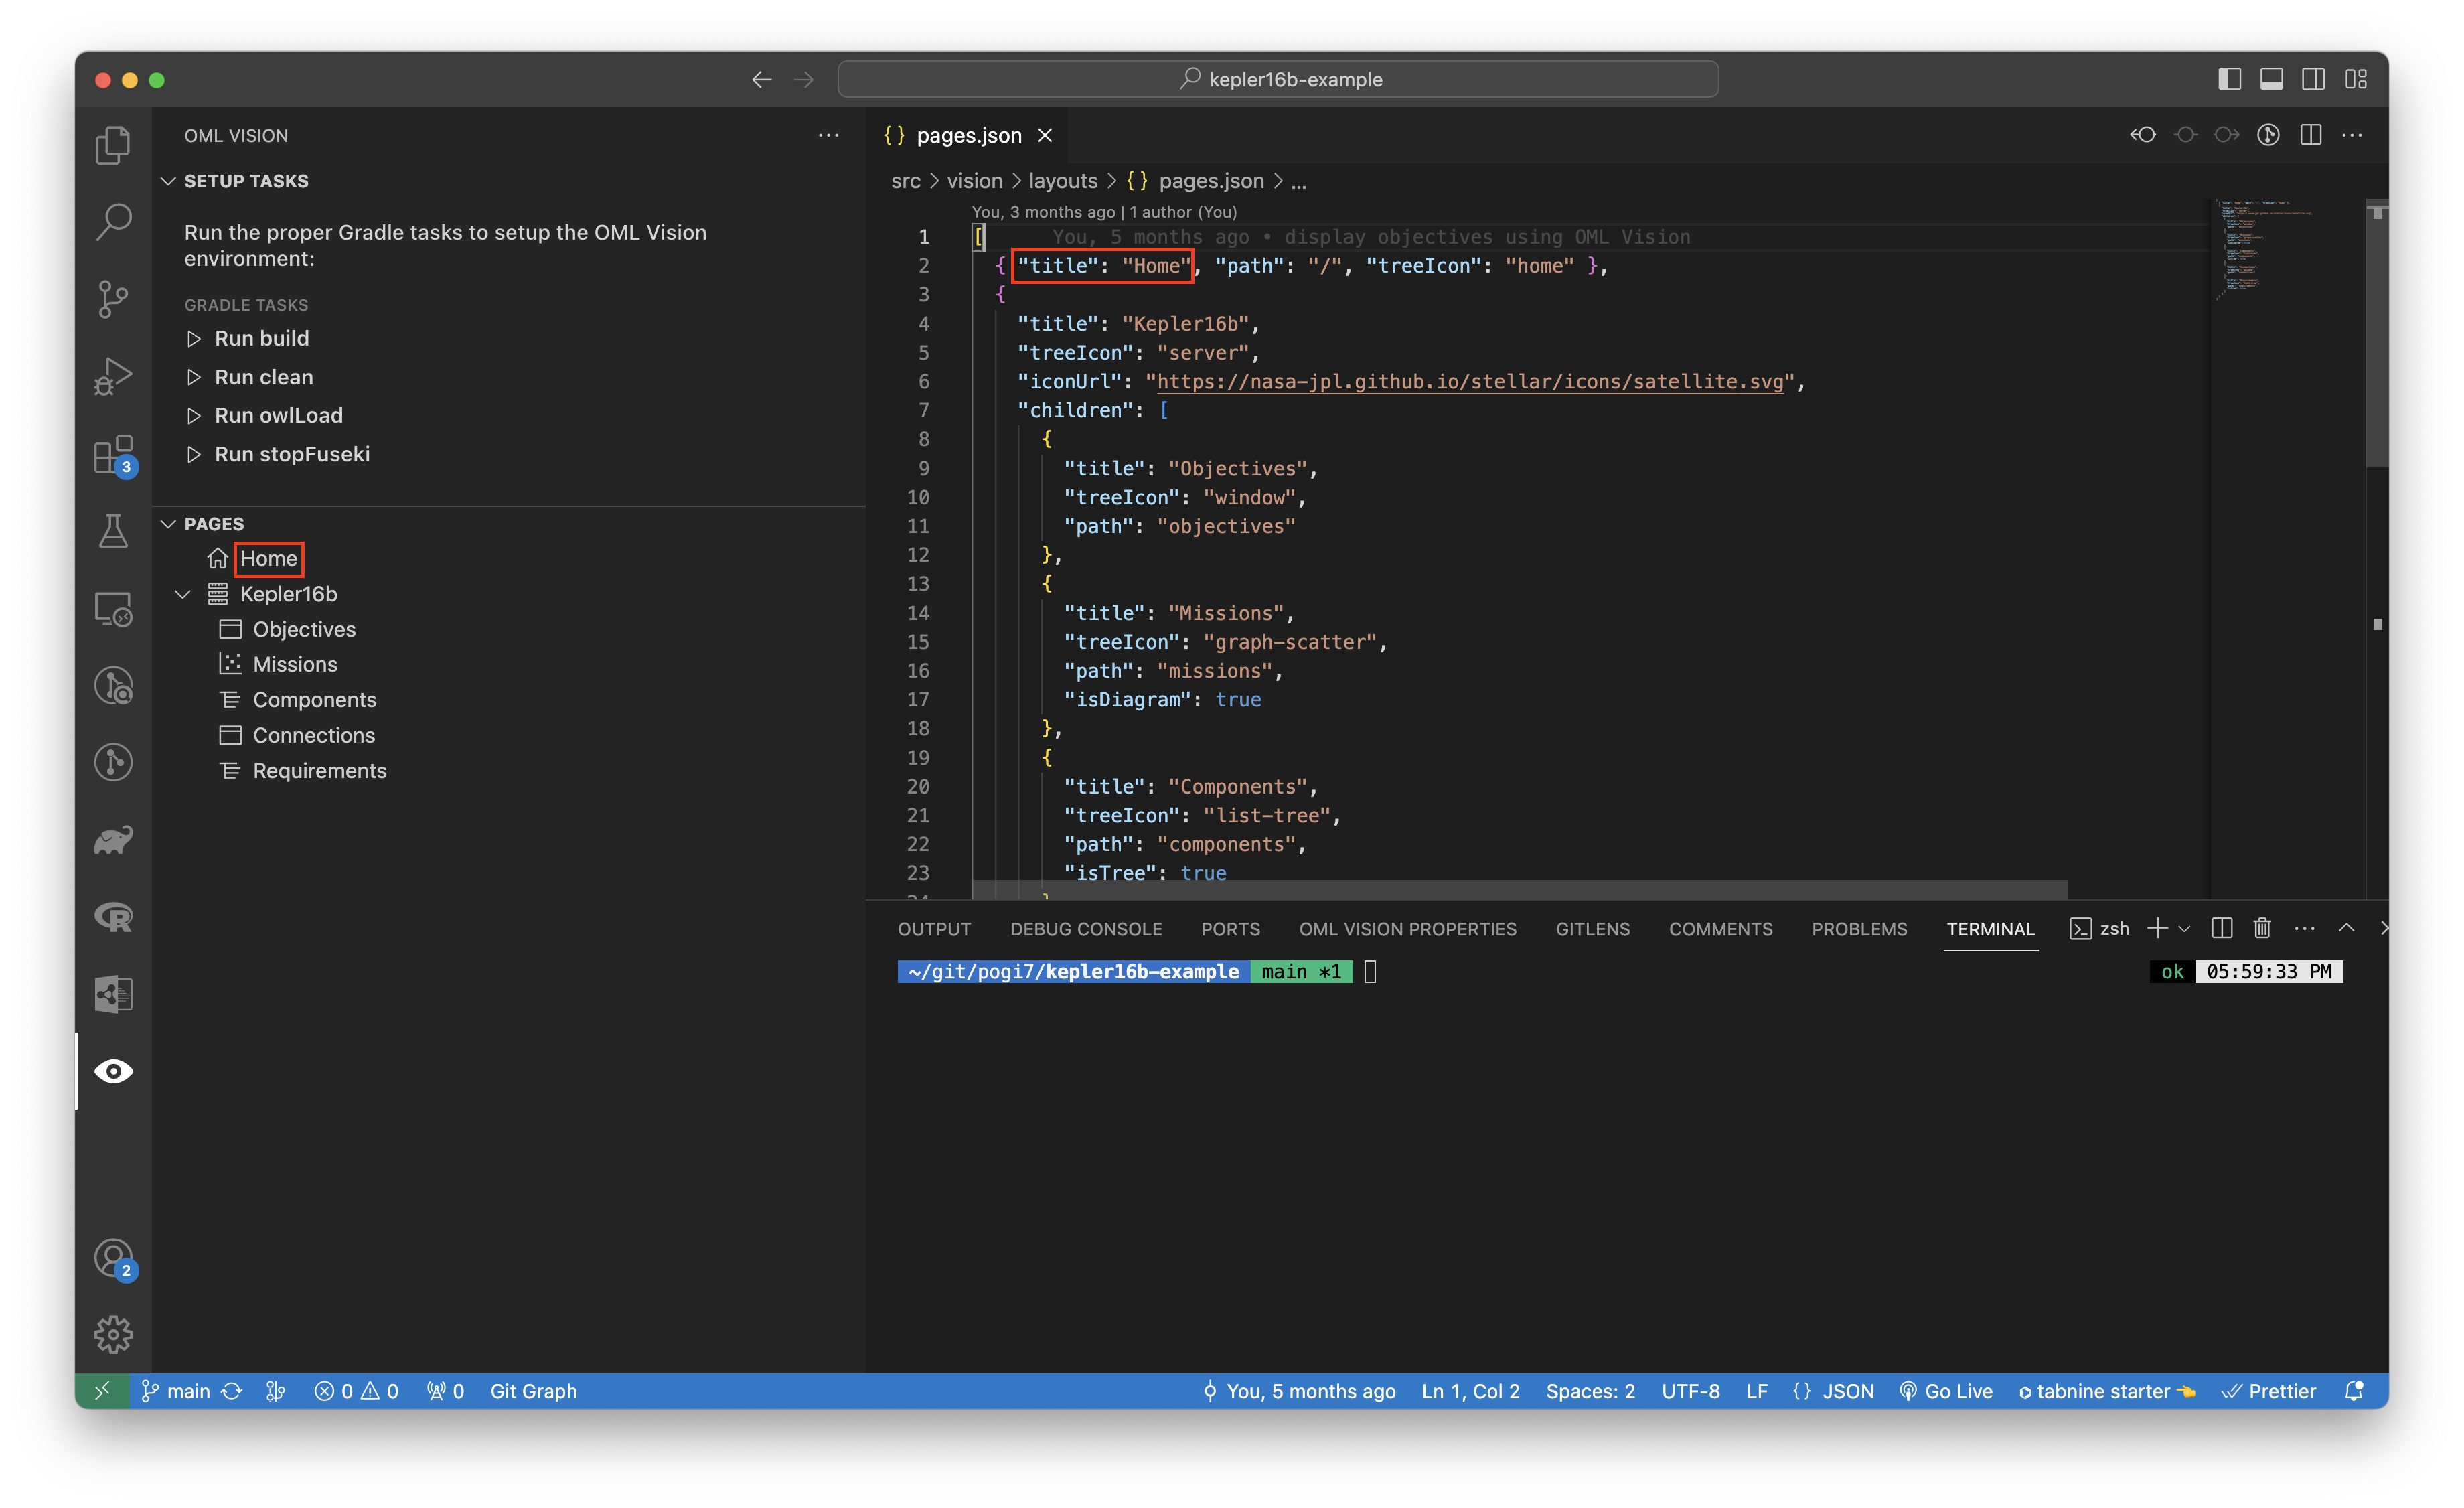 kepler16b-example
OML VISION
SETUP TASKS
Run the proper Gradle tasks to setup the OML Vision
environment:
GRADLE TASKS
Run build
Run clean
Run owlLoad
Run stopFuseki
PAGES
Home
Kepler16b
Objectives
Missions
Components
Connections
Requirements
3
2
{} pages.json
src > vision > layouts > {} pages.json > ...
You, 3 months ago | 1 author (You)
1 [ You, 5 months ago • display objectives using OML Vision
2 { "title": "Home", "path": "/", "treeIcon": "home" },
3 {
4 "title": "Kepler16b",
5 "treeIcon": "server",
6 "iconUrl": "https://nasa-jpl.github.io/stellar/icons/satellite.svg",
7 "children": [
8 {
9 "title": "Objectives",
10 "treeIcon": "window",
11 "path": "objectives"
12 },
13 {
14 "title": "Missions",
15 "treeIcon": "graph-scatter",
16 "path": "missions",
17 "isDiagram": true
18 },
19 {
20 "title": "Components",
21 "treeIcon": "list-tree",
22 "path": "components",
23 "isTree": true
OUTPUT DEBUG CONSOLE PORTS OML VISION PROPERTIES GITLENS COMMENTS PROBLEMS TERMINAL zsh
~/git/pogi7/kepler16b-example main *1 ok 05:59:33 PM
main 0 0 0 Git Graph You, 5 months ago Ln 1, Col 2 Spaces: 2 UTF-8 LF {} JSON Go Live tabnine starter Prettier